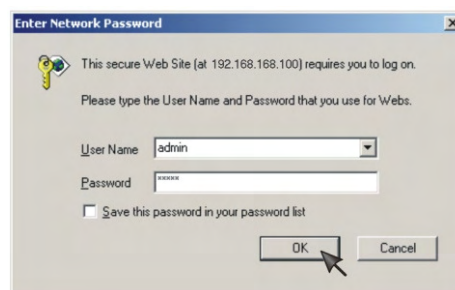 Enter Network Password
This secure Web Site (at 192.168.168.100) requires you to log on.
Please type the User Name and Password that you use for Webs.
User Name admin
Password xxxxx
Save this password in your password list
OK Cancel